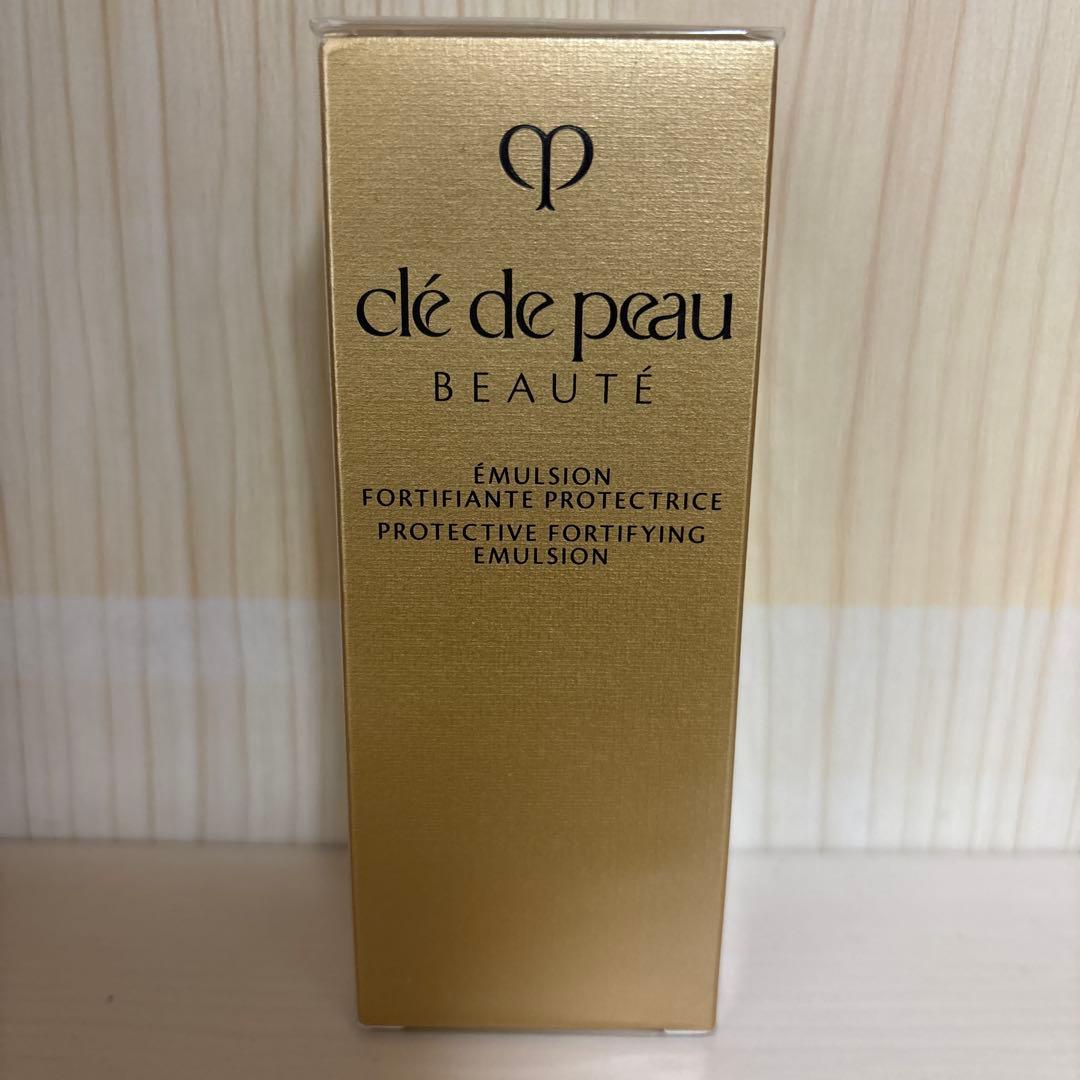 clé de peau
BEAUTÉ
ÉMULSION
FORTIFIANTE PROTECTRICE
PROTECTIVE FORTIFYING
EMULSION